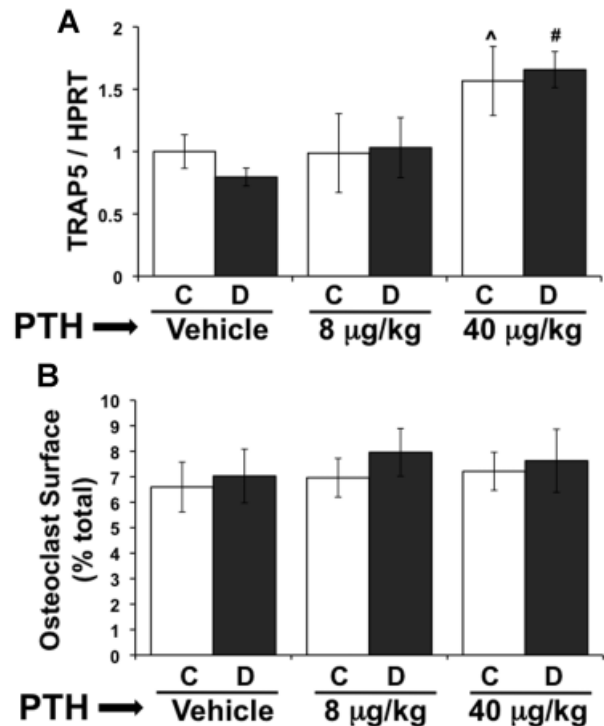 A
TRAP5 / HPRT
2
1.5
1
0.5
0
^ #
C D C D C D
PTH Vehicle 8 μg/kg 40 μg/kg
B
Osteoclast Surface
(% total)
10
9
8
7
6
5
4
3
2
1
0
C D C D C D
PTH Vehicle 8 μg/kg 40 μg/kg